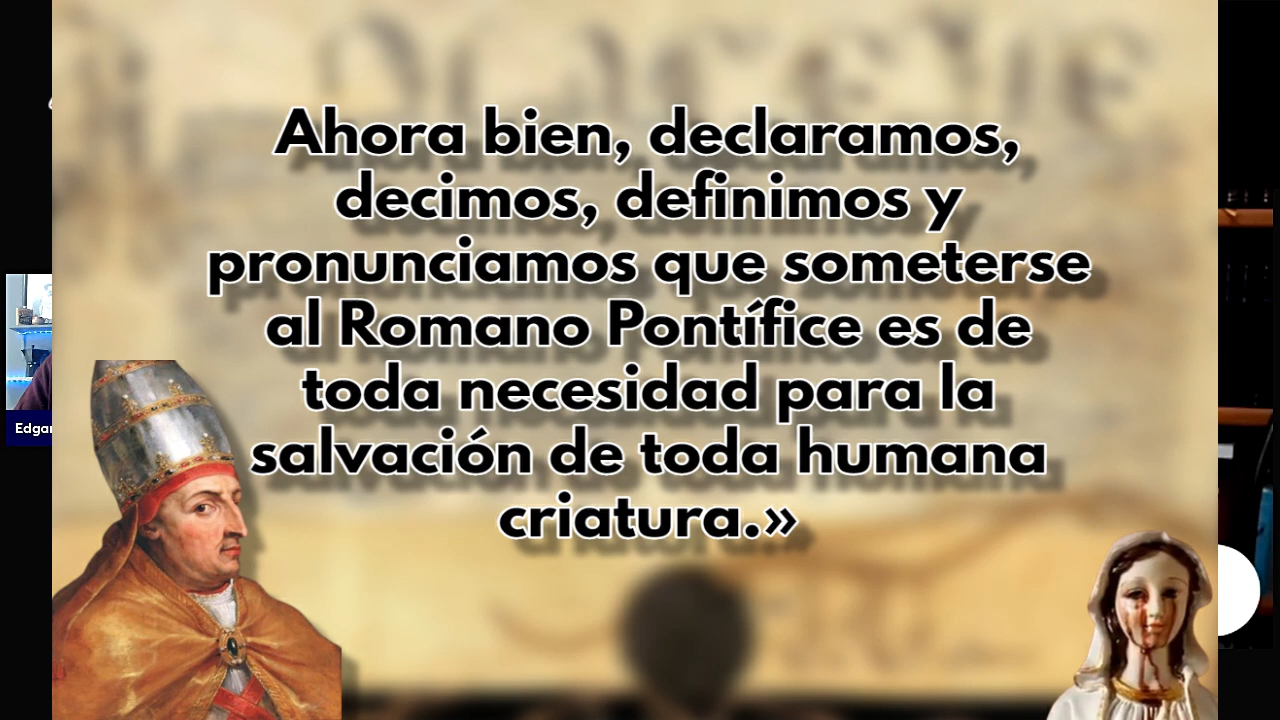 Ahora bien, declaramos,
decimos, definimos y
pronunciamos que someterse
al Romano Pontífice es de
toda necesidad para la
salvación de toda humana
criatura.»
Edgar